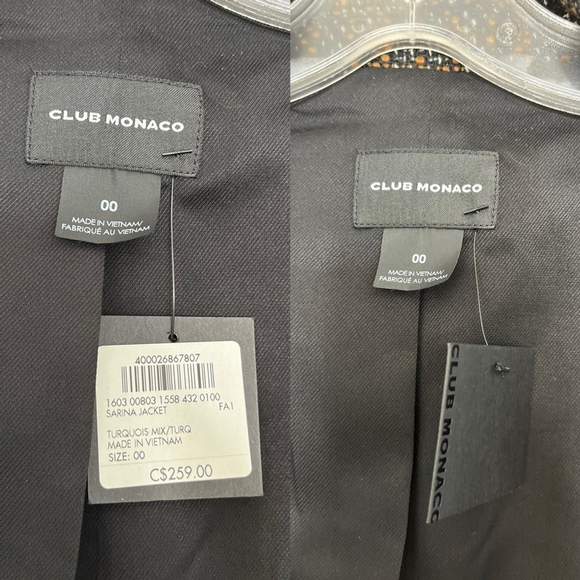 CLUB MONACO
00
MADE IN VIETNAM/
FABRIQUÉ AU VIETNAM
400026867807
1603 00803 1558 432 0100
SARINA JACKET FA1
TURQUOIS MIX/TURQ
MADE IN VIETNAM
SIZE: 00
C$259.00
CLUB MONACO
00
MADE IN VIETNAM/
FABRIQUÉ AU VIETNAM
CLUB MONACO